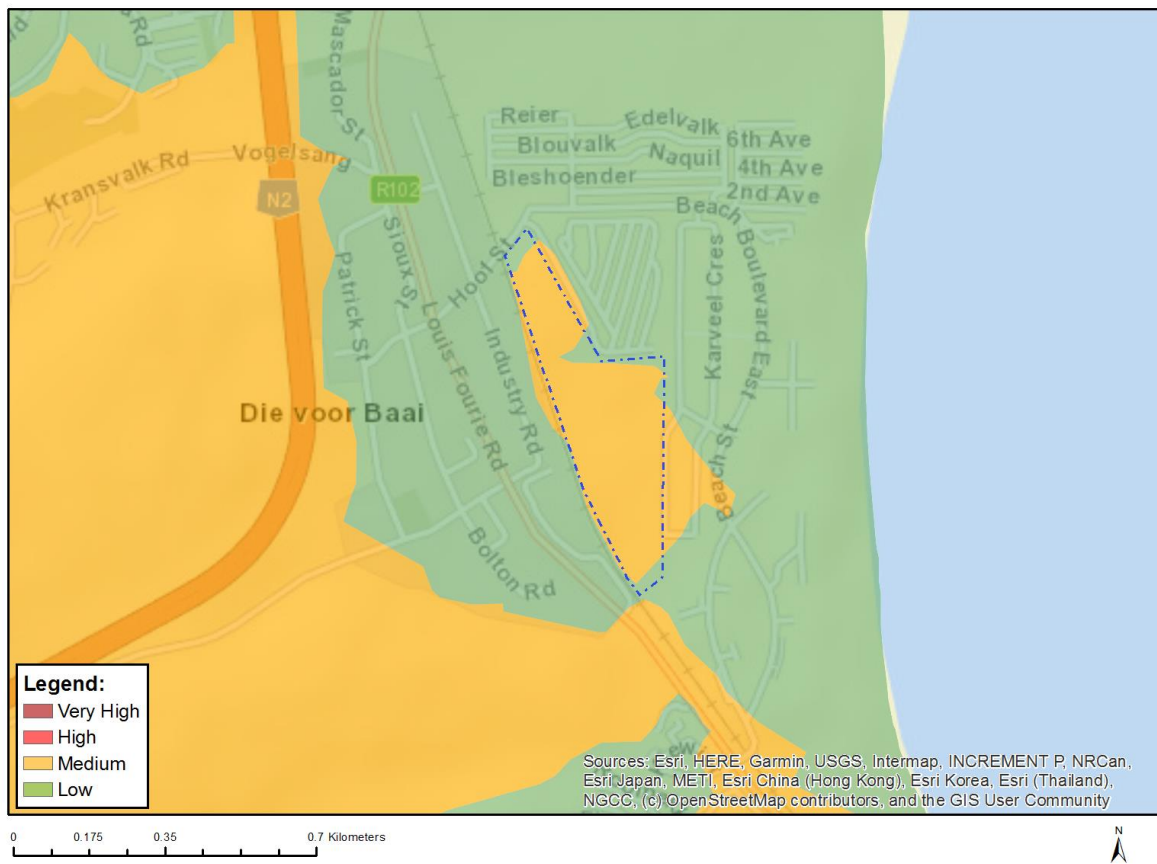 Rd
Mascador St
Reier
Edelvalk
6th Ave
Blouvalk
Naquil
4th Ave
Bleshoender
2nd Ave
Kransvalk Rd
Vogelsang
N2
R102
Beach Boulevard East
Sioux St
Hoof St
Patrick St
Louis Fourie Rd
Industry Rd
Karveel Cres
Die voor Baai
Beach St
Bolton Rd
Legend:
Very High
High
Medium
Low
Sources: Esri, HERE, Garmin, USGS, Intermap, INCREMENT P, NRCan,
Esri Japan, METI, Esri China (Hong Kong), Esri Korea, Esri (Thailand),
NGCC, (c) OpenStreetMap contributors, and the GIS User Community
0 0.175 0.35 0.7 Kilometers
N